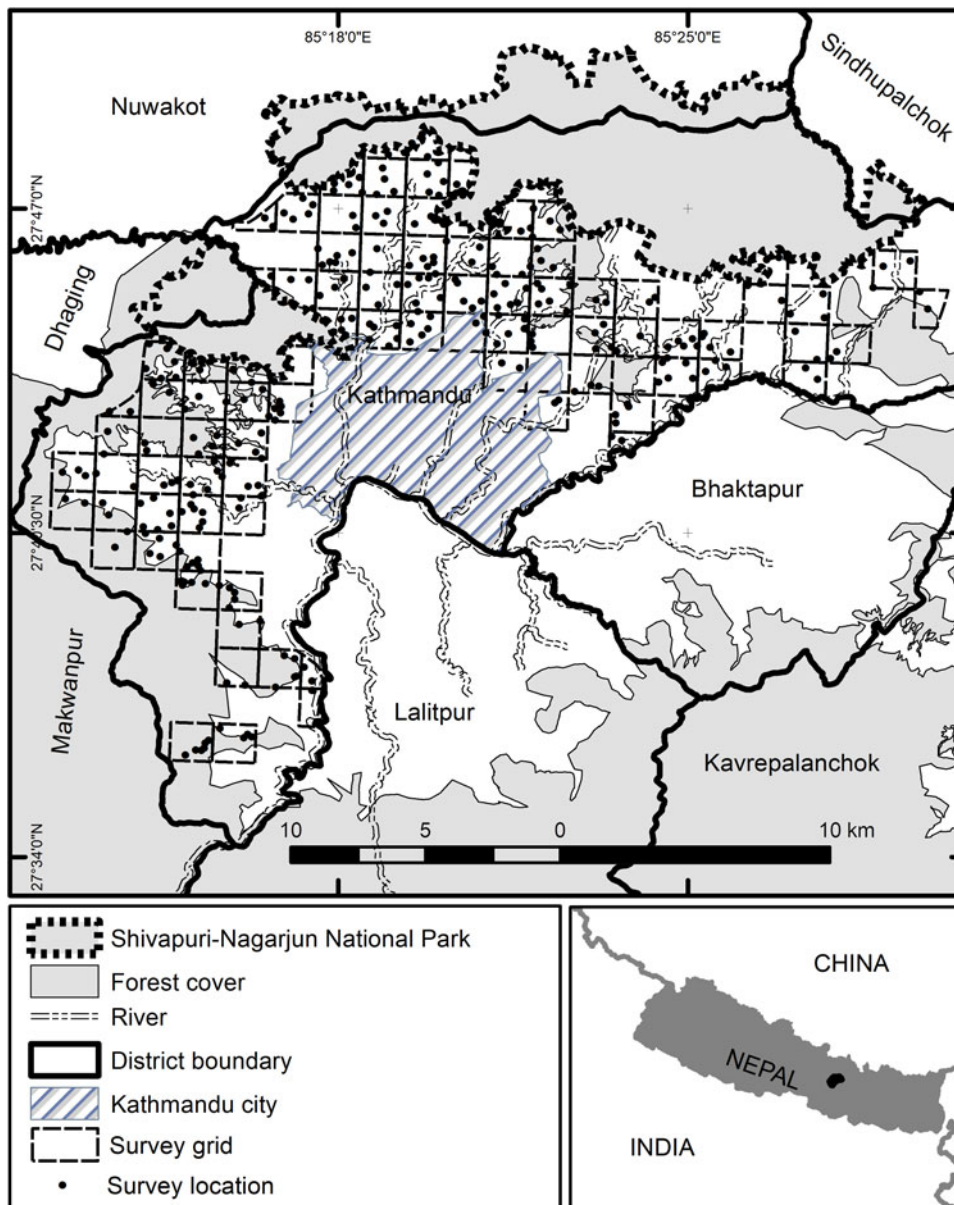 85°18'0"E
85°25'0"E
Sindhupalchok
Nuwakot
27°47'0"N
Dhaging
Kathmandu
Bhaktapur
27°40'30"N
Makwanpur
Lalitpur
Kavrepalanchok
10 5 0 10 km
27°34'0"N
Shivapuri-Nagarjun National Park
Forest cover
River
District boundary
Kathmandu city
Survey grid
Survey location
CHINA
NEPAL
INDIA